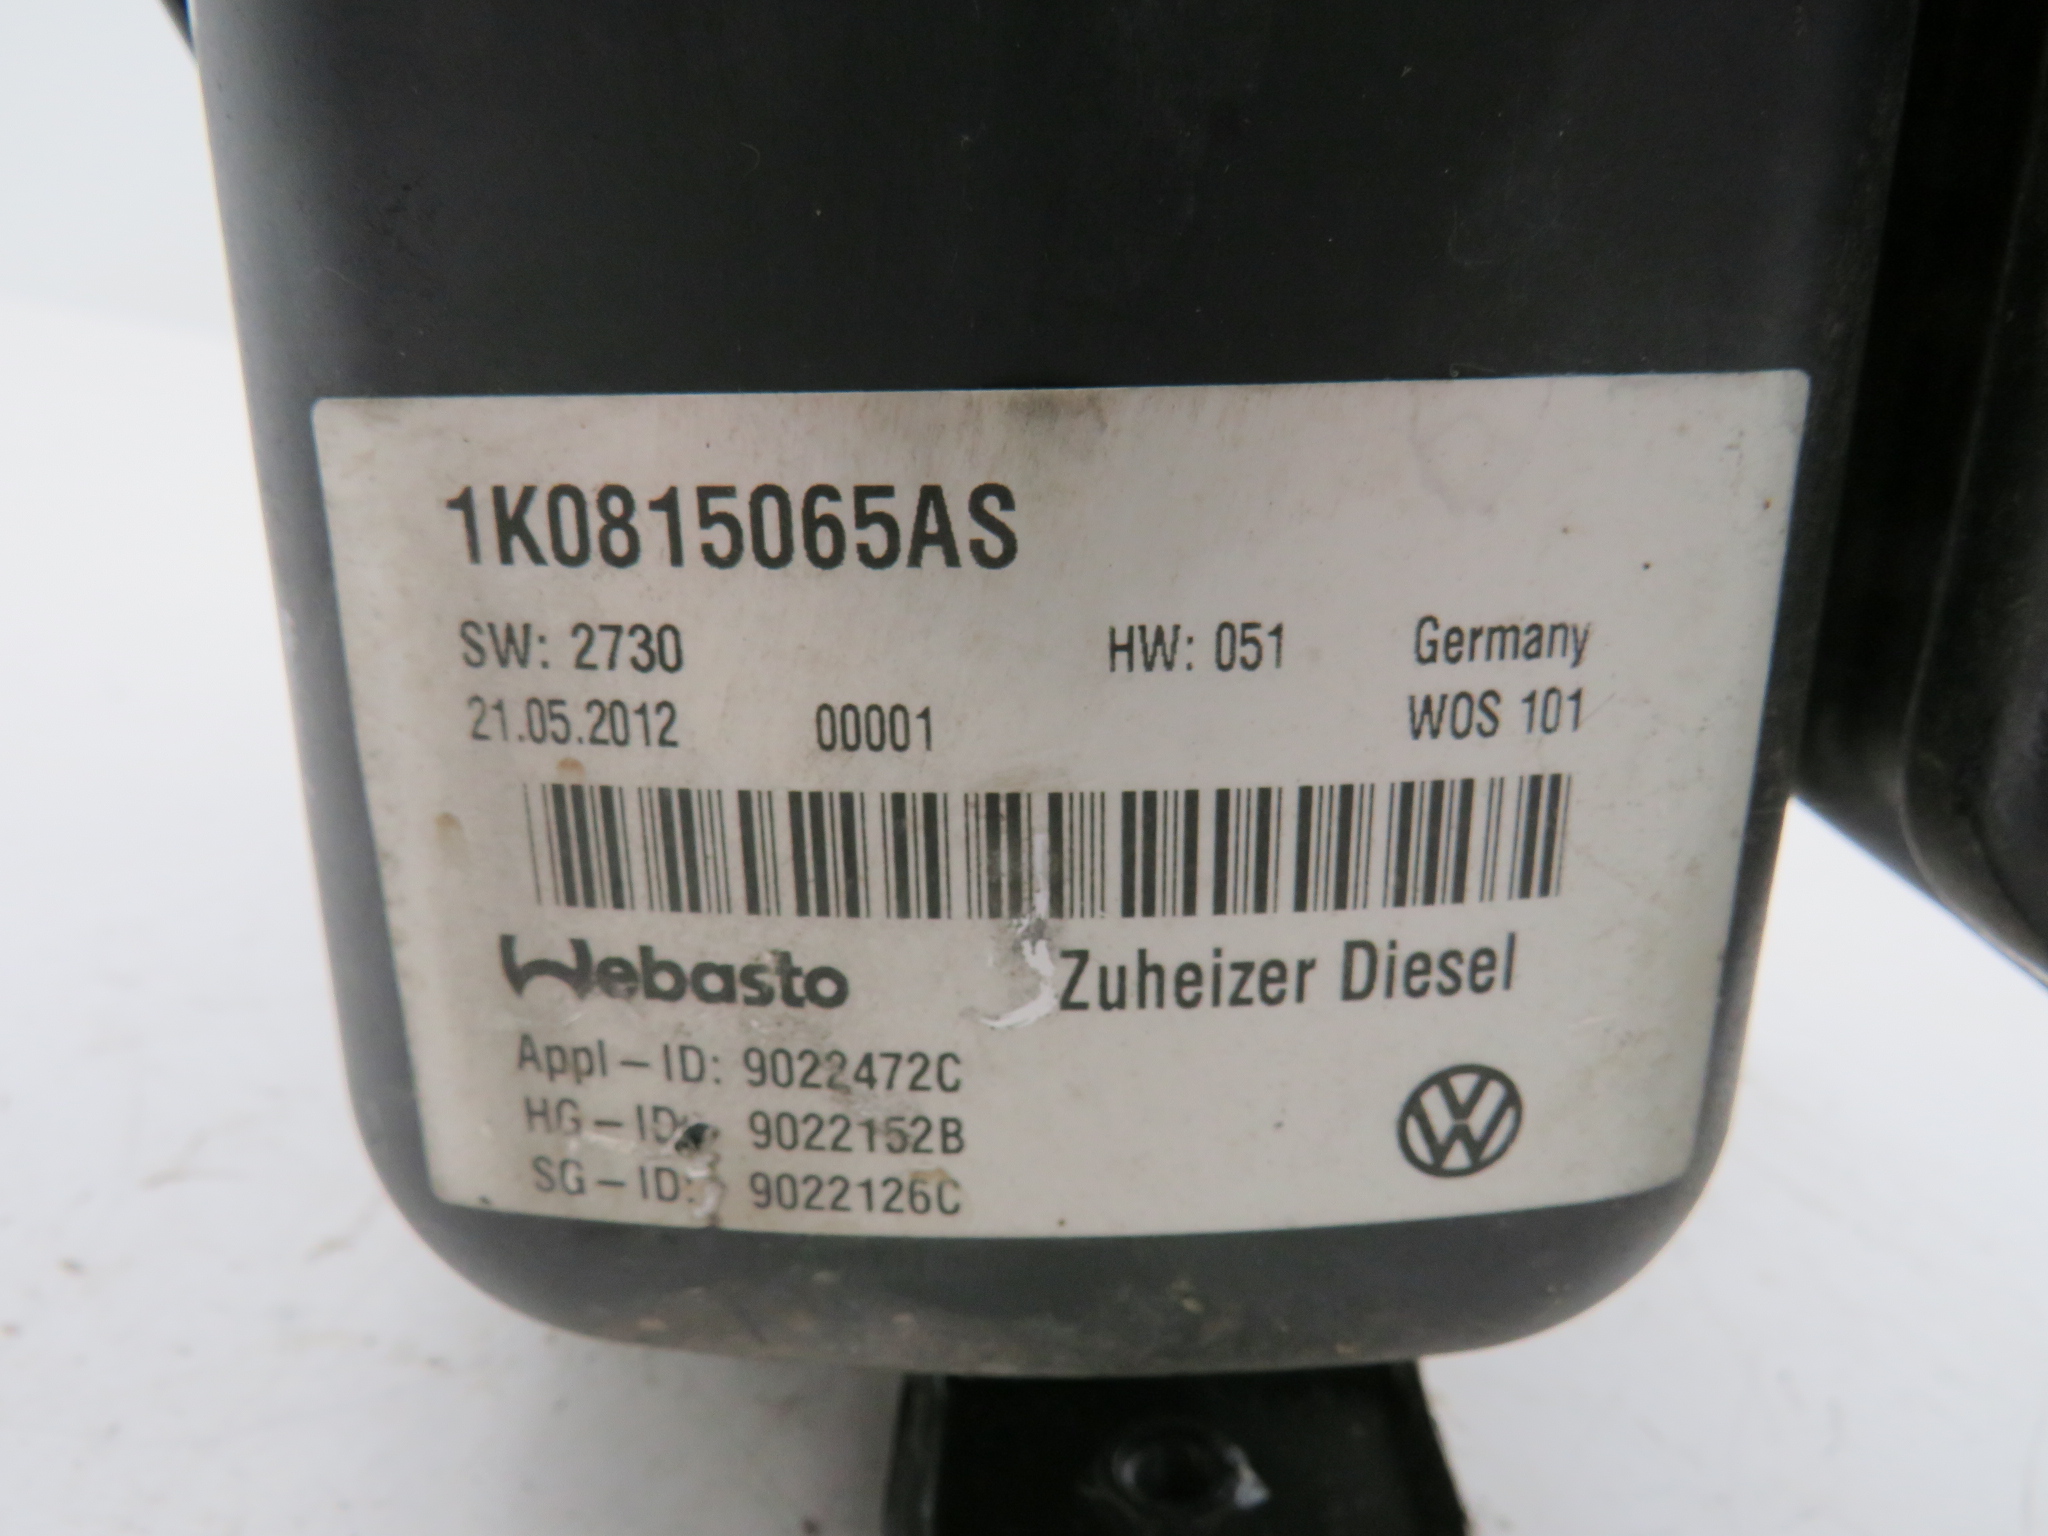 1K0815065AS
SW: 2730 HW: 051 Germany
21.05.2012 00001 WOS 101
Webasto Zuheizer Diesel
Appl-ID: 9022472C
HG-ID: 9022152B
SG-ID: 9022126C